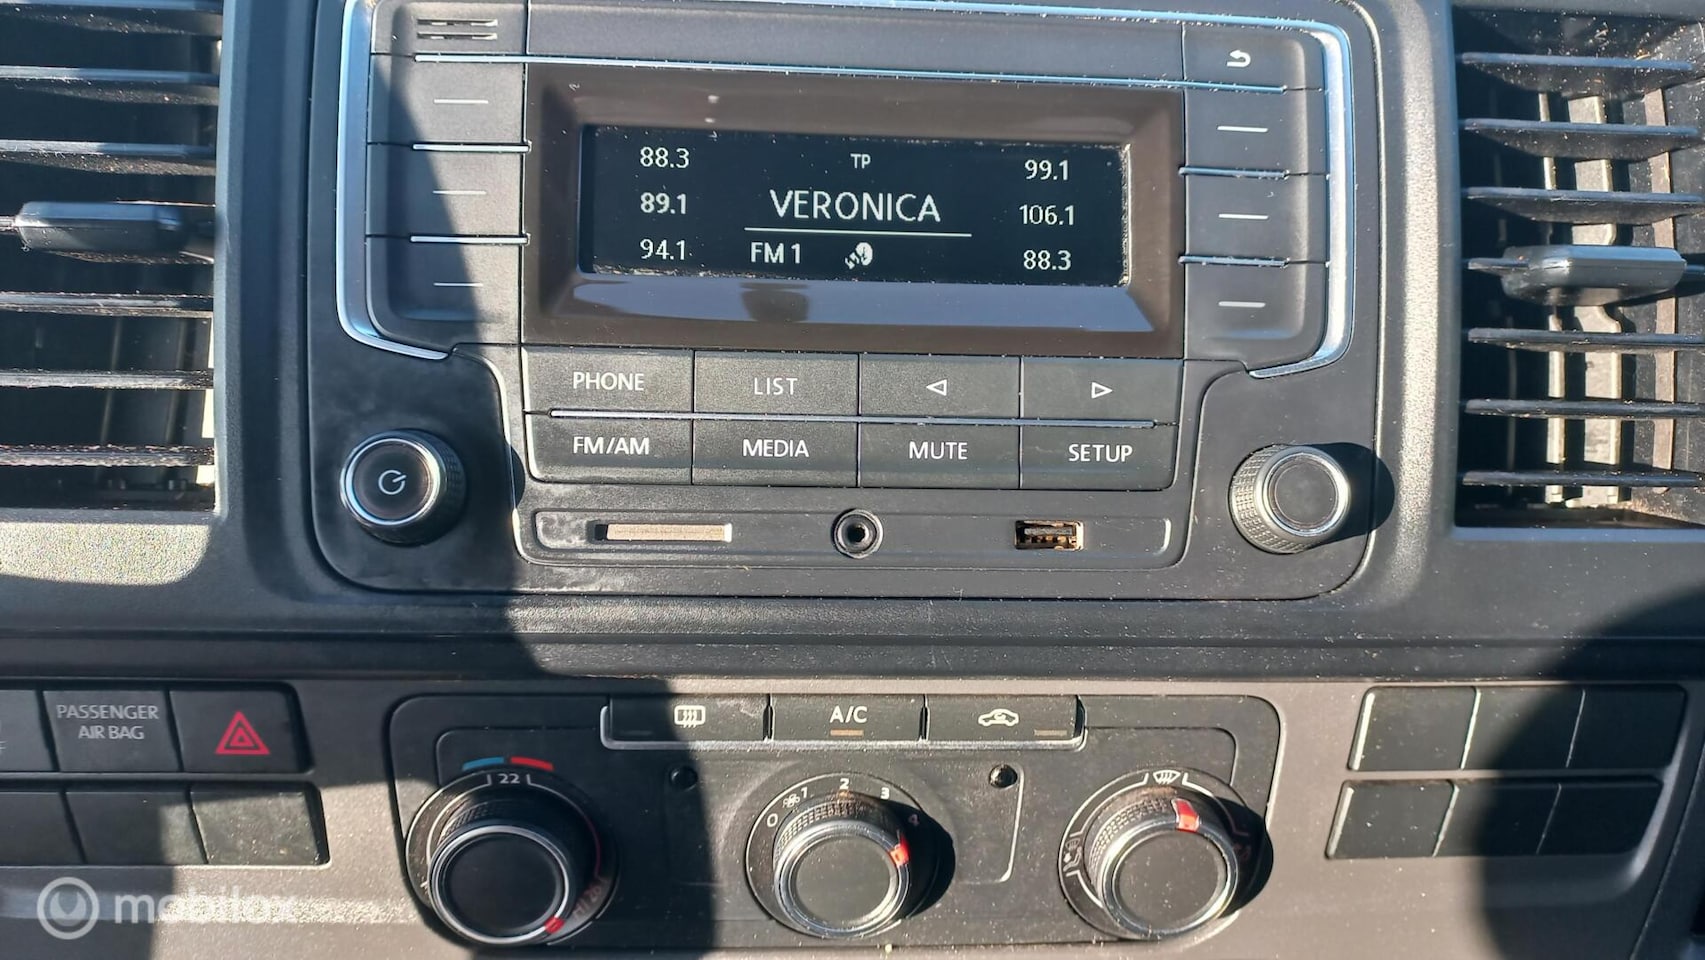 88.3
TP
99.1
89.1
VERONICA
106.1
94.1
FM 1
88.3
PHONE
LIST
FM/AM
MEDIA
MUTE
SETUP
PASSENGER
AIR BAG
A/C
22
0
1
2
3
4
mobilox